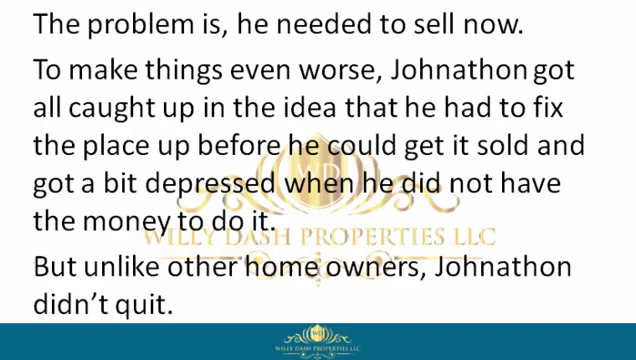 The problem is, he needed to sell now.
To make things even worse, Johnathon got
all caught up in the idea that he had to fix
the place up before he could get it sold and
got a bit depressed when he did not have
the money to do it.
WILLY DASH PROPERTIES LLC
But unlike other home owners, Johnathon
didn't quit.
WILLY DASH PROPERTIES LLC